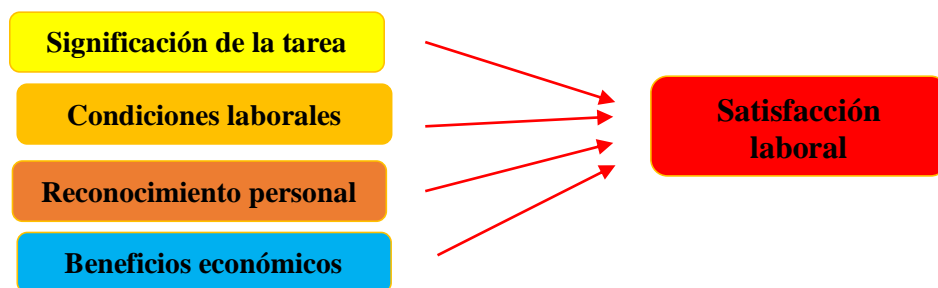 Significación de la tarea
Condiciones laborales
Reconocimiento personal
Beneficios económicos
Satisfacción
laboral